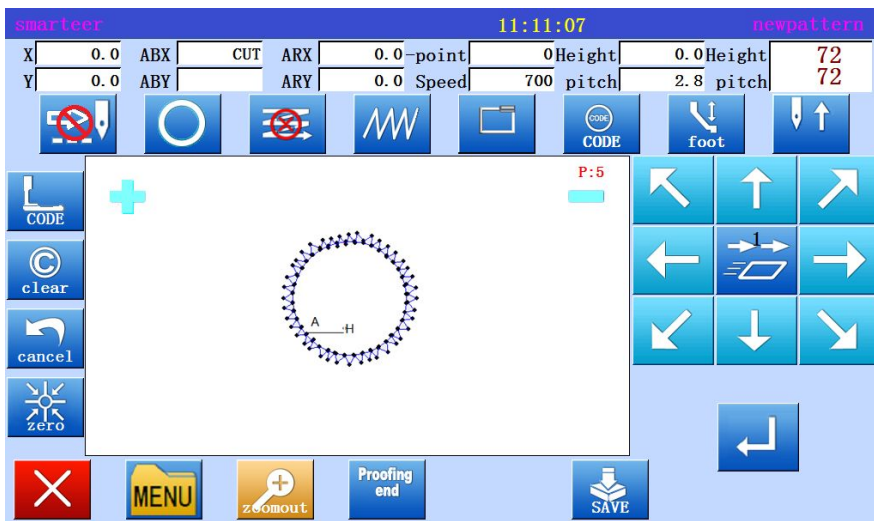 smarteer 11:11:07 newpattern
X 0.0 ABX CUT ARX 0.0 -point 0 Height 0.0 Height 72
Y 0.0 ABY ARY 0.0 Speed 700 pitch 2.8 pitch 72
CODE
CODE foot
P:5
CODE
1
clear
A H
cancel
zero
MENU zoomout Proofing
end
SAVE